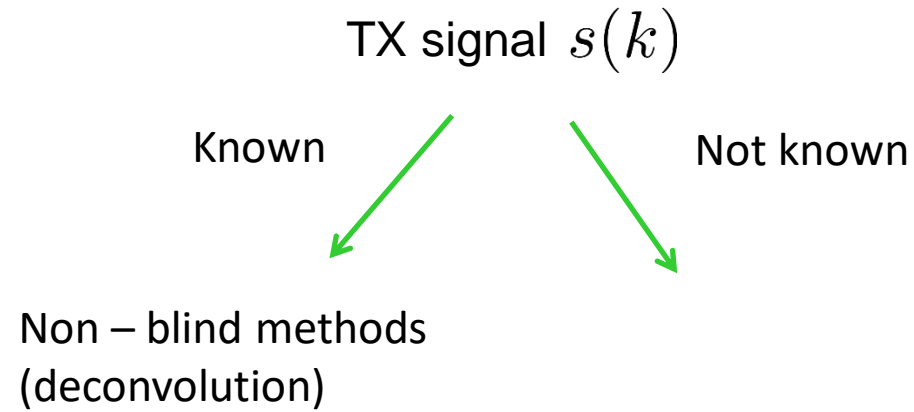 TX signal s(k)
Known
Not known
Non – blind methods
(deconvolution)